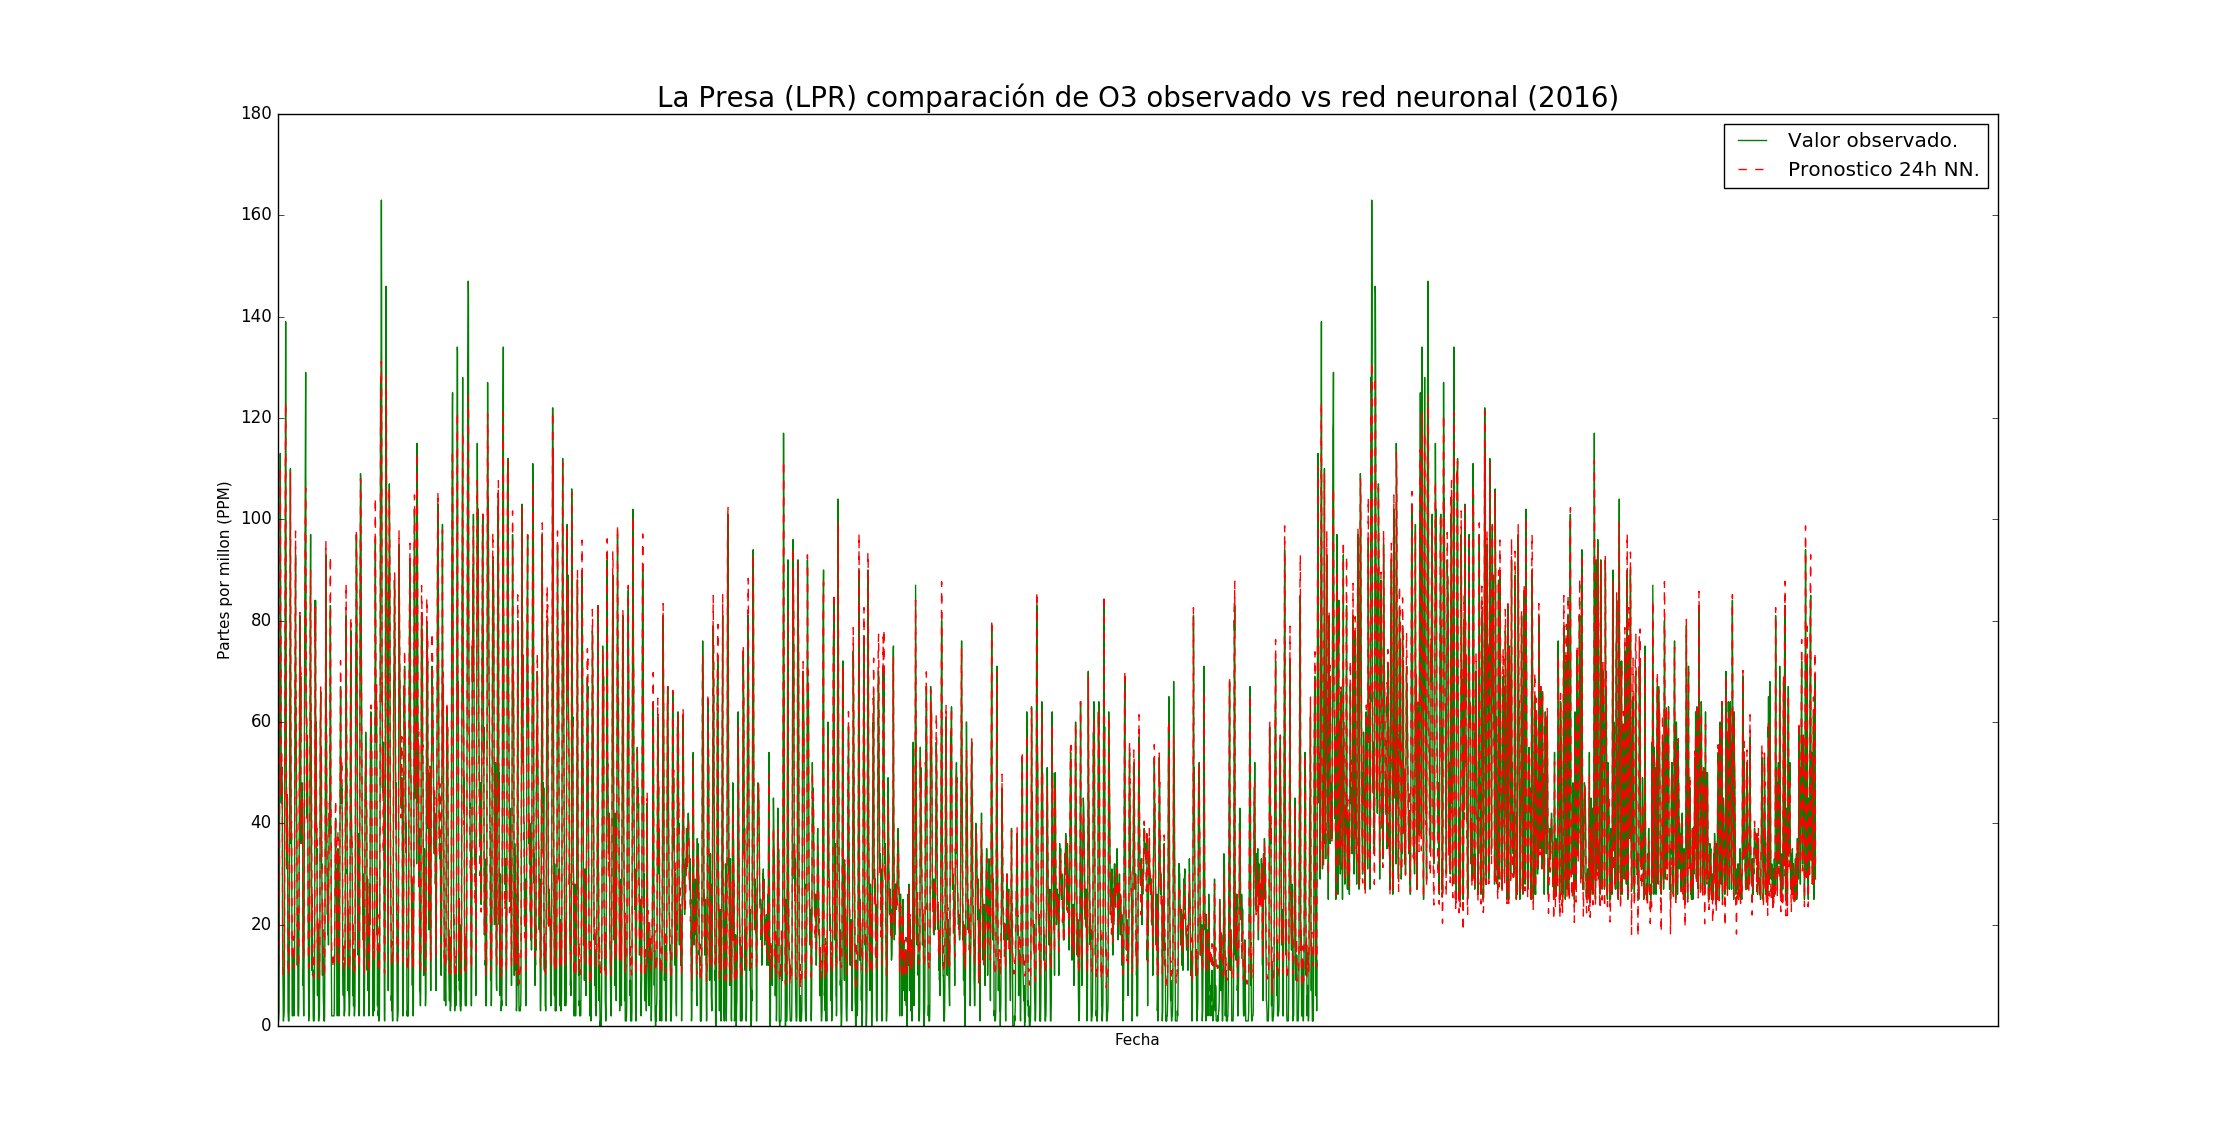 La Presa (LPR) comparación de O3 observado vs red neuronal (2016)
180
160
140
120
100
80
60
40
20
0
Partes por millon (PPM)
Valor observado.
Pronostico 24h NN.
Fecha